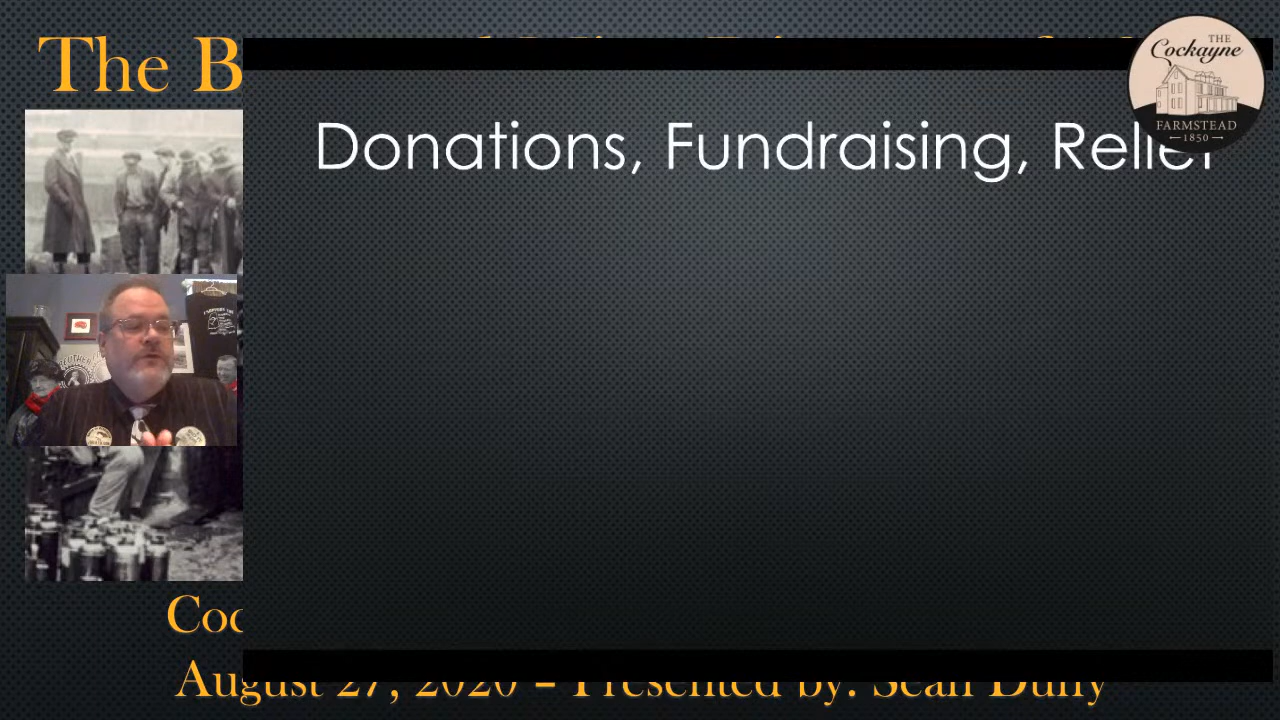 The B
THE
Cockayne
FARMSTEAD
1850
Donations, Fundraising, Relief
Coc
August 27, 2020 – Presented by: Sean Duffy